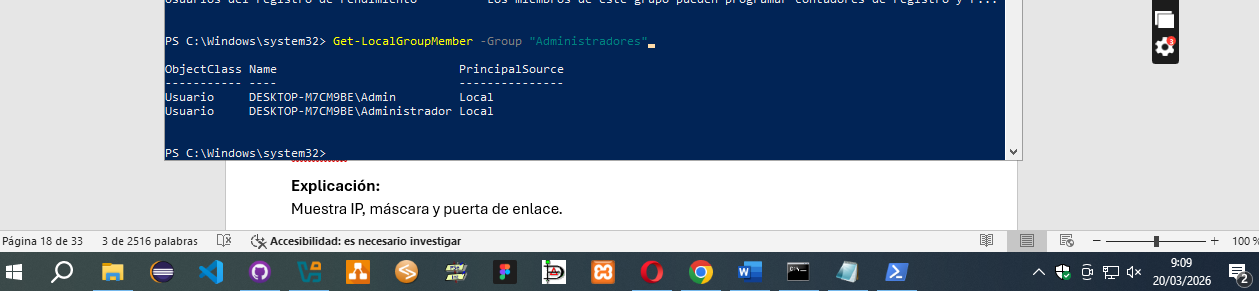 Usuarios del registro de rendimiento Los miembros de este grupo pueden programar contadores de registro y r...
PS C:\Windows\system32> Get-LocalGroupMember -Group "Administradores"
ObjectClass Name PrincipalSource
----------- ---- ---------------
Usuario DESKTOP-M7CM9BE\Admin Local
Usuario DESKTOP-M7CM9BE\Administrador Local
PS C:\Windows\system32>
3
Explicación:
Muestra IP, máscara y puerta de enlace.
Página 18 de 33 3 de 2516 palabras Accesibilidad: es necesario investigar 100 %
9:09
20/03/2026
2